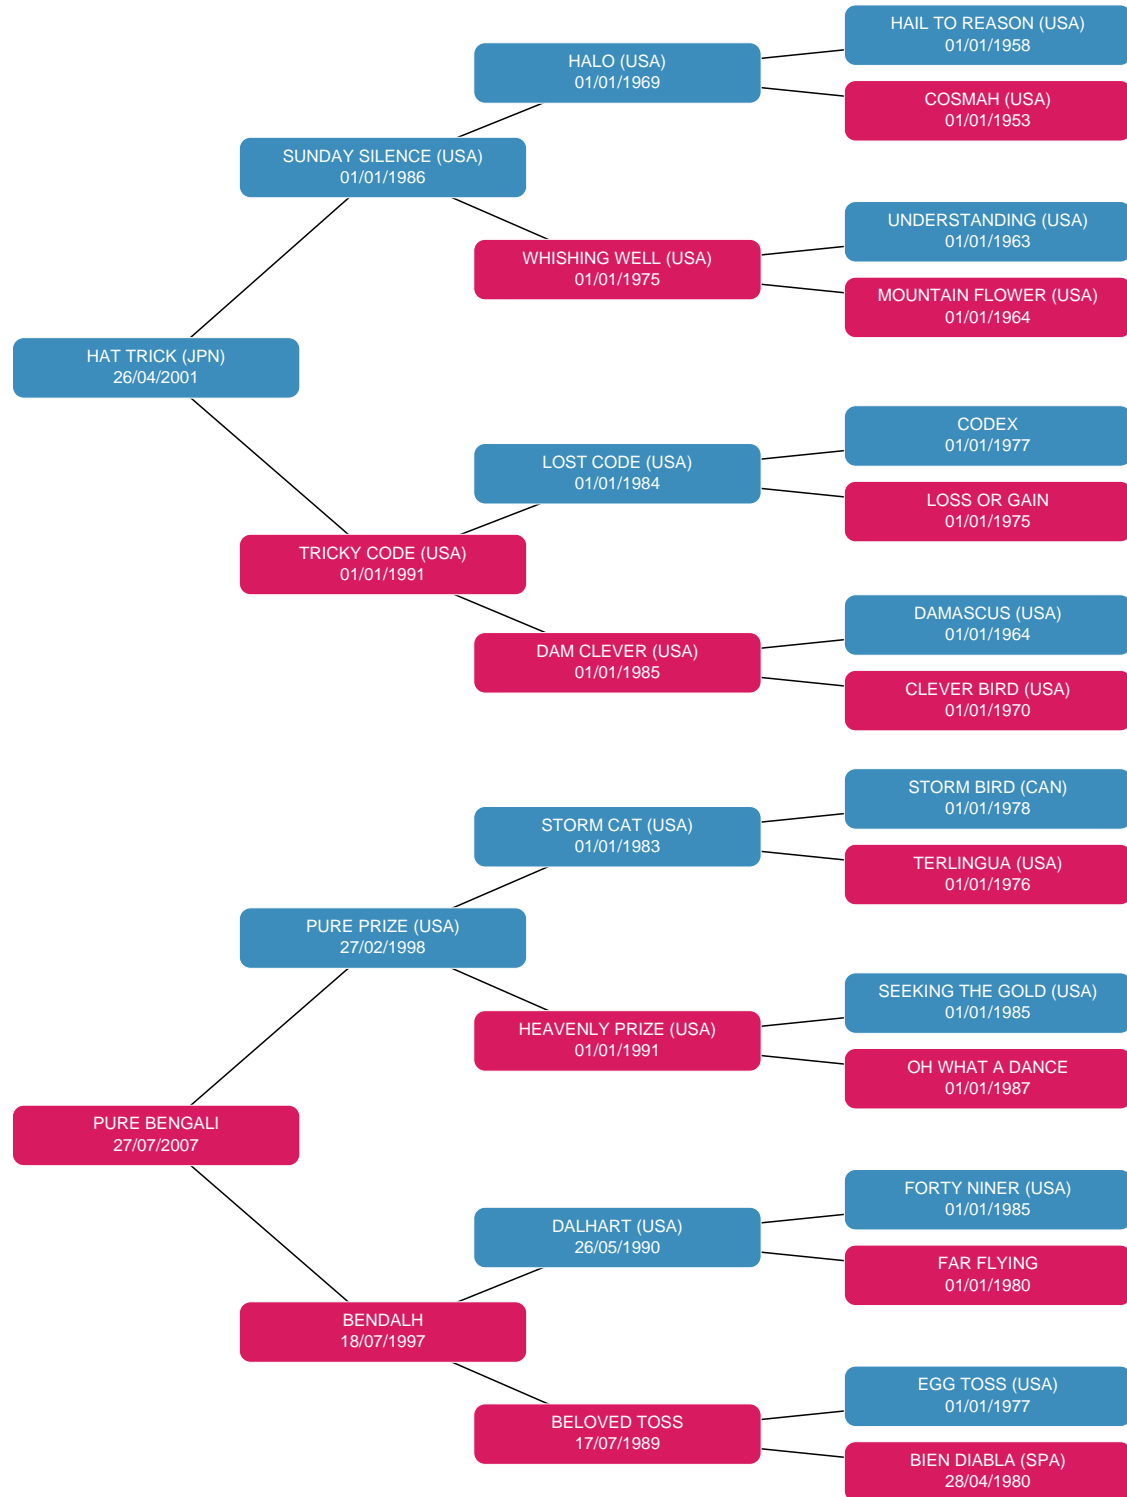 HAIL TO REASON (USA)
01/01/1958
HALO (USA)
01/01/1969
COSMAH (USA)
01/01/1953
SUNDAY SILENCE (USA)
01/01/1986
UNDERSTANDING (USA)
01/01/1963
WHISHING WELL (USA)
01/01/1975
MOUNTAIN FLOWER (USA)
01/01/1964
HAT TRICK (JPN)
26/04/2001
CODEX
01/01/1977
LOST CODE (USA)
01/01/1984
LOSS OR GAIN
01/01/1975
TRICKY CODE (USA)
01/01/1991
DAMASCUS (USA)
01/01/1964
DAM CLEVER (USA)
01/01/1985
CLEVER BIRD (USA)
01/01/1970
STORM BIRD (CAN)
01/01/1978
STORM CAT (USA)
01/01/1983
TERLINGUA (USA)
01/01/1976
PURE PRIZE (USA)
27/02/1998
SEEKING THE GOLD (USA)
01/01/1985
HEAVENLY PRIZE (USA)
01/01/1991
OH WHAT A DANCE
01/01/1987
PURE BENGALI
27/07/2007
FORTY NINER (USA)
01/01/1985
DALHART (USA)
26/05/1990
FAR FLYING
01/01/1980
BENDALH
18/07/1997
EGG TOSS (USA)
01/01/1977
BELOVED TOSS
17/07/1989
BIEN DIABLA (SPA)
28/04/1980